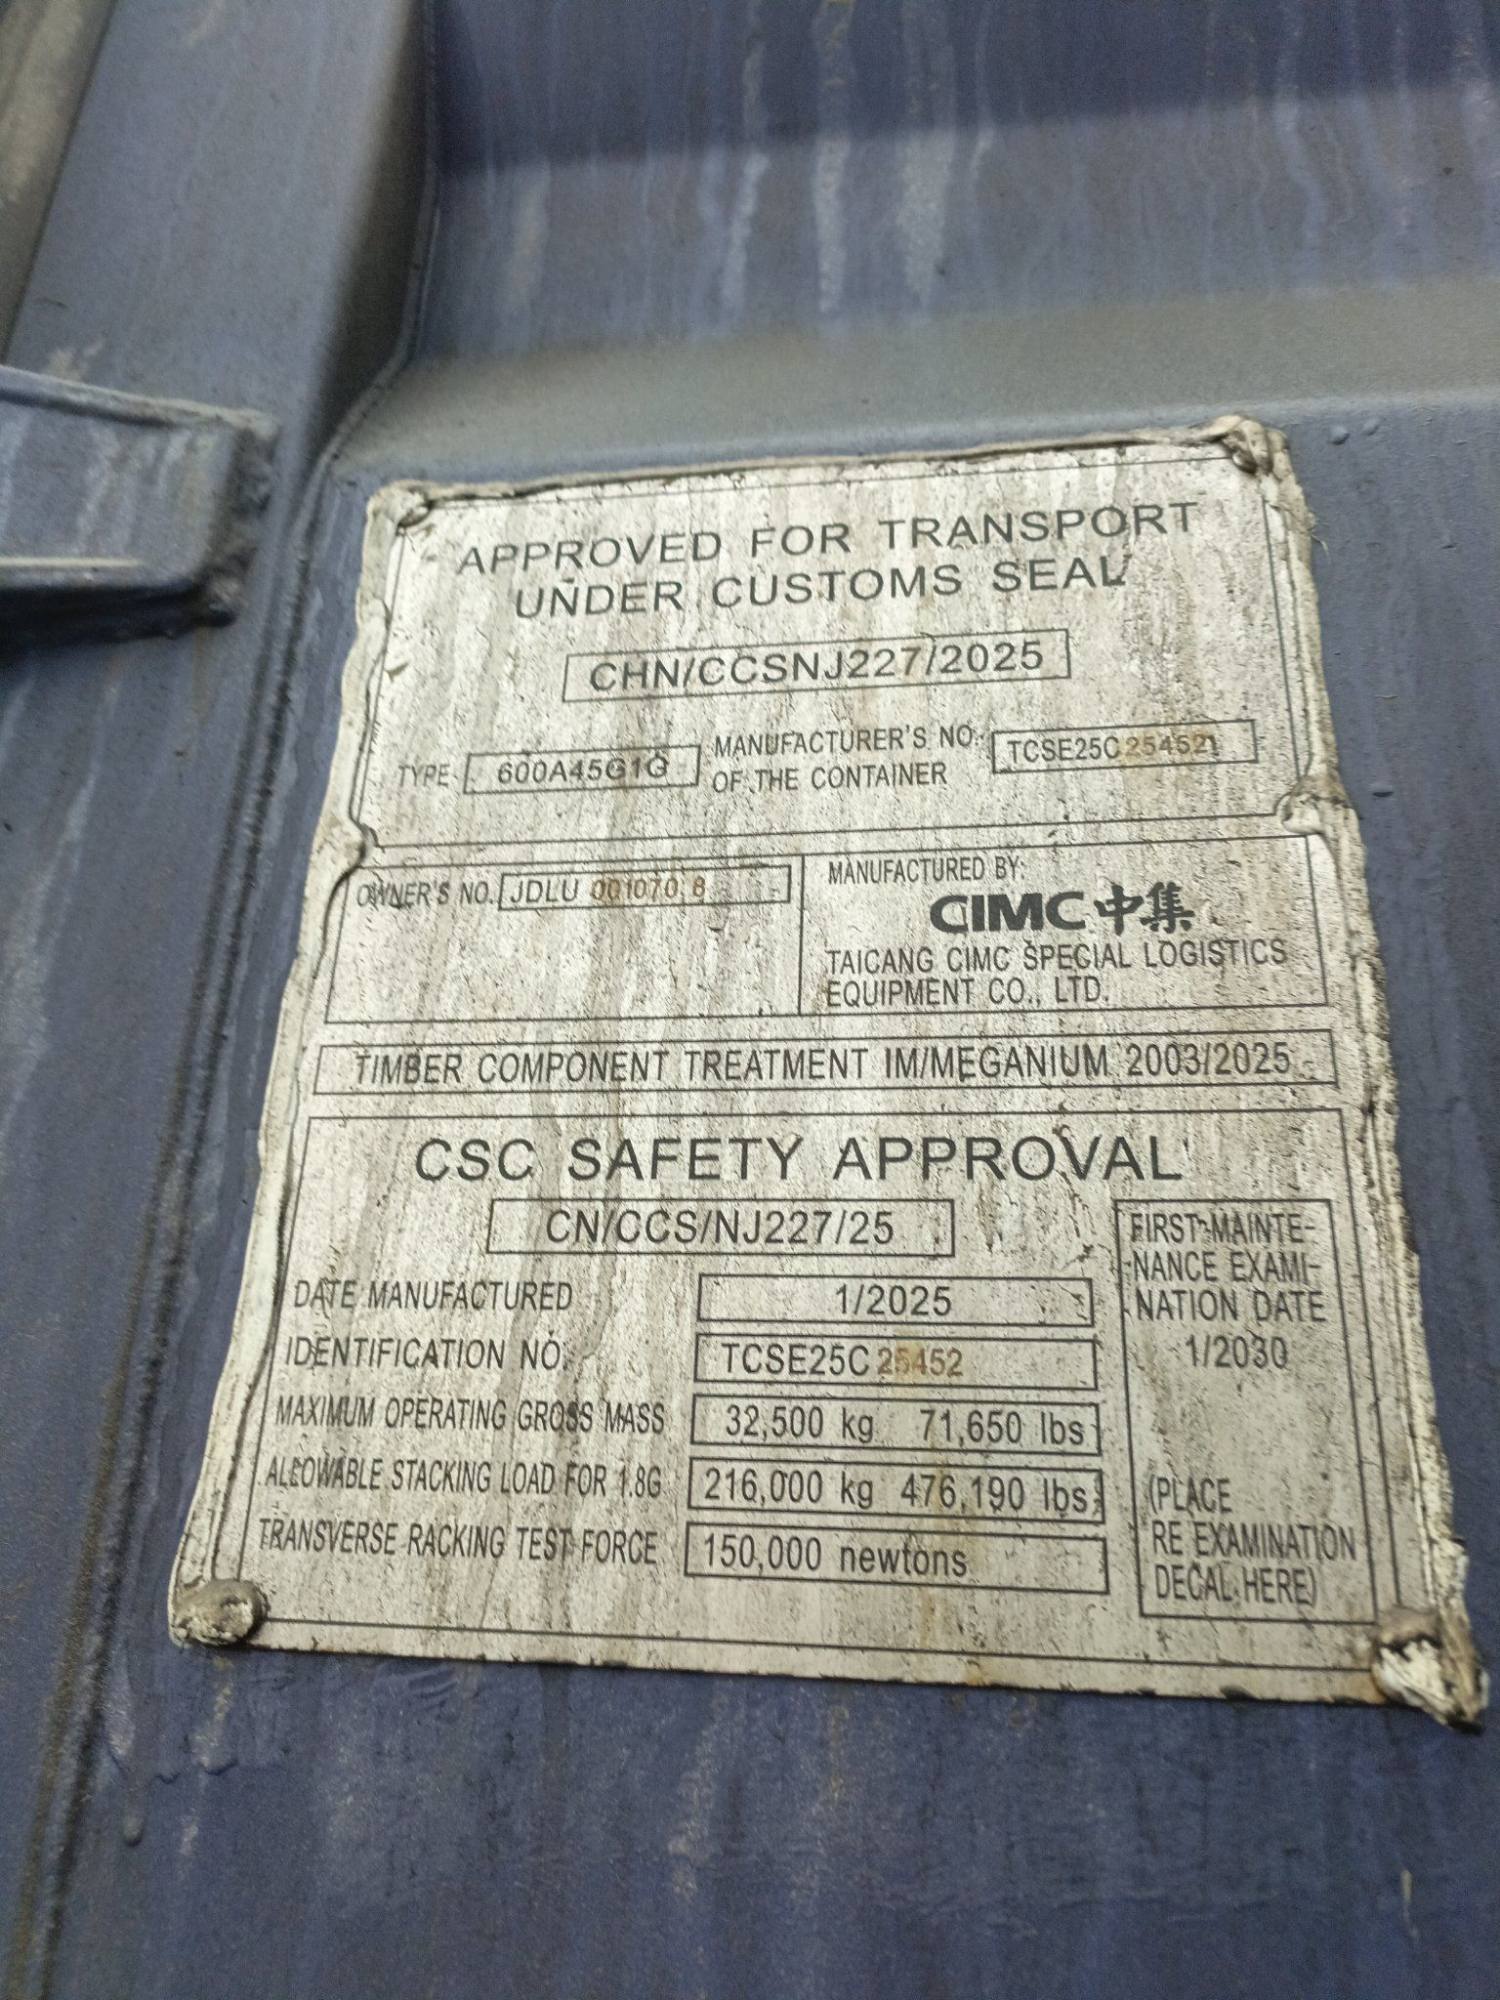 APPROVED FOR TRANSPORT
UNDER CUSTOMS SEAL
CHN/CCSNJ227/2025
TYPE 600A45G1G MANUFACTURER'S NO. OF THE CONTAINER TCSE25C
OWNER'S NO. JDLU 001070 8
MANUFACTURED BY:
CIMC 中集
TAICANG CIMC SPECIAL LOGISTICS
EQUIPMENT CO., LTD.
TIMBER COMPONENT TREATMENT IM/MEGANIUM 2003/2025
CSC SAFETY APPROVAL
CN/CCS/NJ227/25
DATE MANUFACTURED 1/2025
IDENTIFICATION NO. TCSE25C 25452
MAXIMUM OPERATING GROSS MASS 32,500 kg 71,650 lbs
ALLOWABLE STACKING LOAD FOR 1.8G 216,000 kg 476,190 lbs
TRANSVERSE RACKING TEST FORCE 150,000 newtons
FIRST MAINTE-
NANCE EXAMI-
NATION DATE
1/2030
(PLACE
RE EXAMINATION
DECAL HERE)